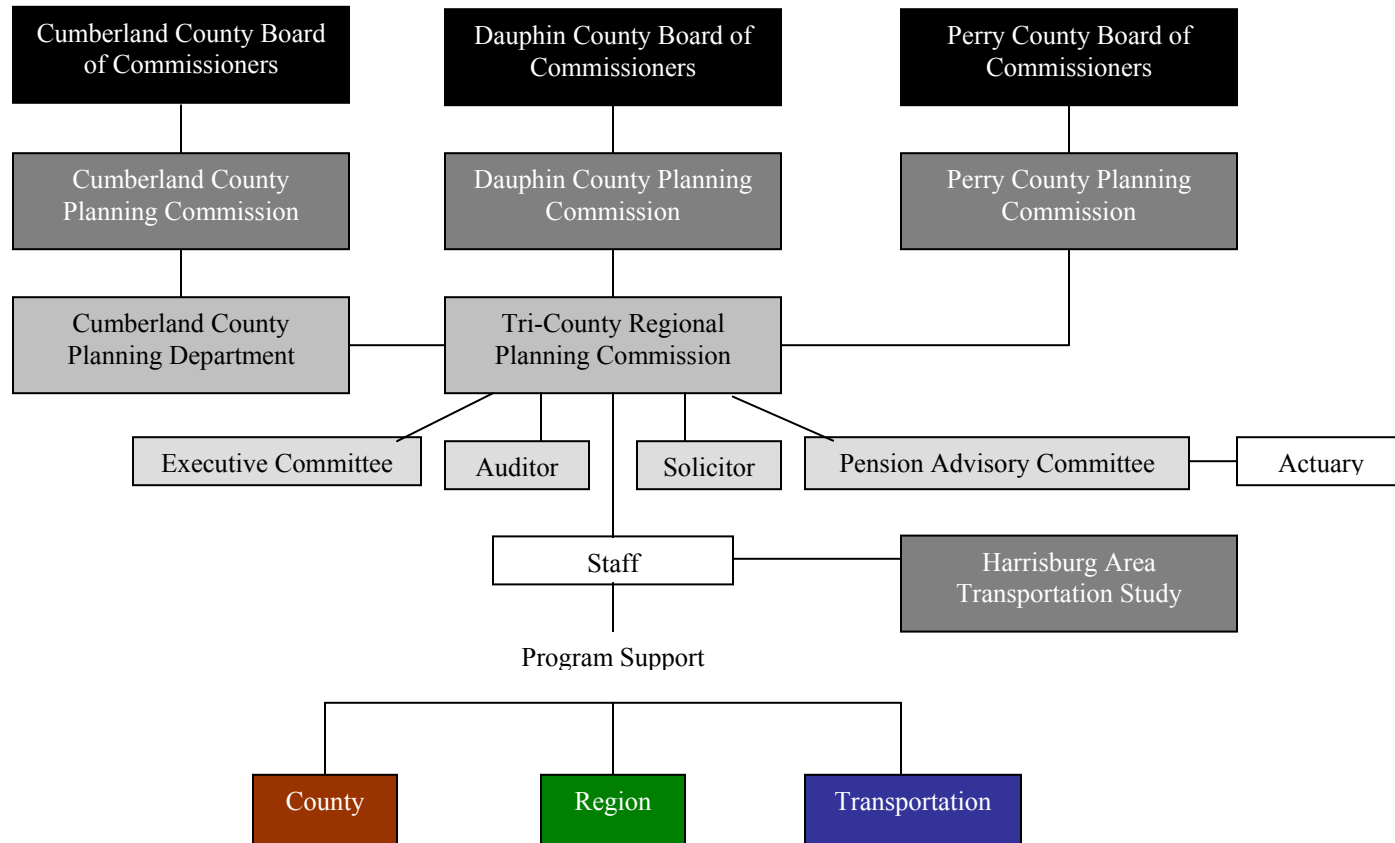 Cumberland County Board
of Commissioners
Dauphin County Board of
Commissioners
Perry County Board of
Commissioners
Cumberland County
Planning Commission
Dauphin County Planning
Commission
Perry County Planning
Commission
Cumberland County
Planning Department
Tri-County Regional
Planning Commission
Executive Committee
Auditor
Solicitor
Pension Advisory Committee
Actuary
Staff
Harrisburg Area
Transportation Study
Program Support
County
Region
Transportation